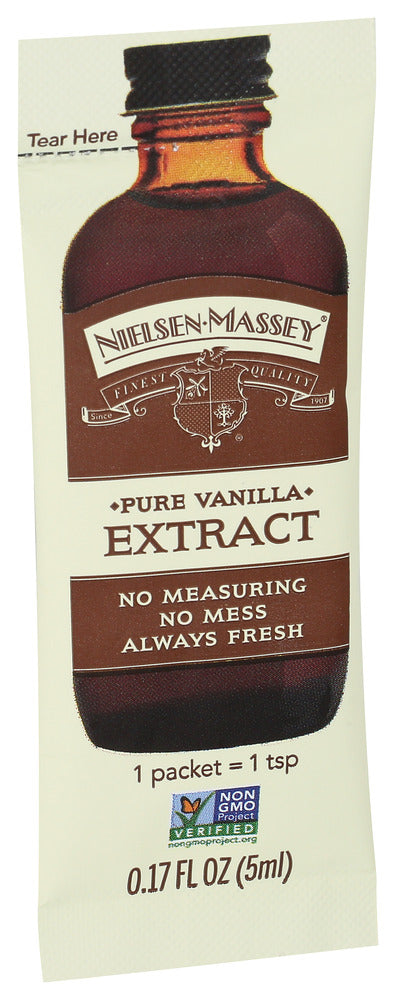 Tear Here
NIELSEN·MASSEY®
FINEST QUALITY
Since 1907
®
◆PURE VANILLA◆
EXTRACT
NO MEASURING
NO MESS
ALWAYS FRESH
1 packet = 1 tsp
NON
GMO
Project
VERIFIED
nongmoproject.org
0.17 FL OZ (5ml)